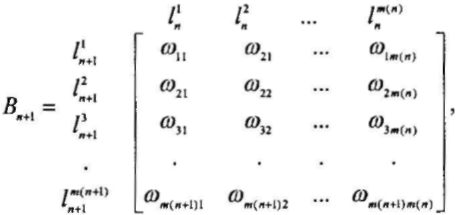 l_n^1 l_n^2 ... l_n^{m(n)}
l_{n+1}^1 ω_{11} ω_{21} ... ω_{1m(n)}
l_{n+1}^2 ω_{21} ω_{22} ... ω_{2m(n)}
B_{n+1} = l_{n+1}^3 ω_{31} ω_{32} ... ω_{3m(n)} ,
. . . . .
l_{n+1}^{m(n+1)} ω_{m(n+1)1} ω_{m(n+1)2} ... ω_{m(n+1)m(n)}